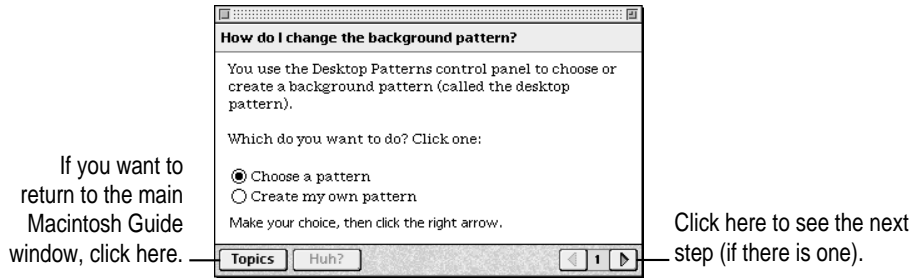 How do I change the background pattern?
You use the Desktop Patterns control panel to choose or
create a background pattern (called the desktop
pattern).
Which do you want to do? Click one:
Choose a pattern
Create my own pattern
Make your choice, then click the right arrow.
Topics
Huh?
1
If you want to
return to the main
Macintosh Guide
window, click here.
Click here to see the next
step (if there is one).